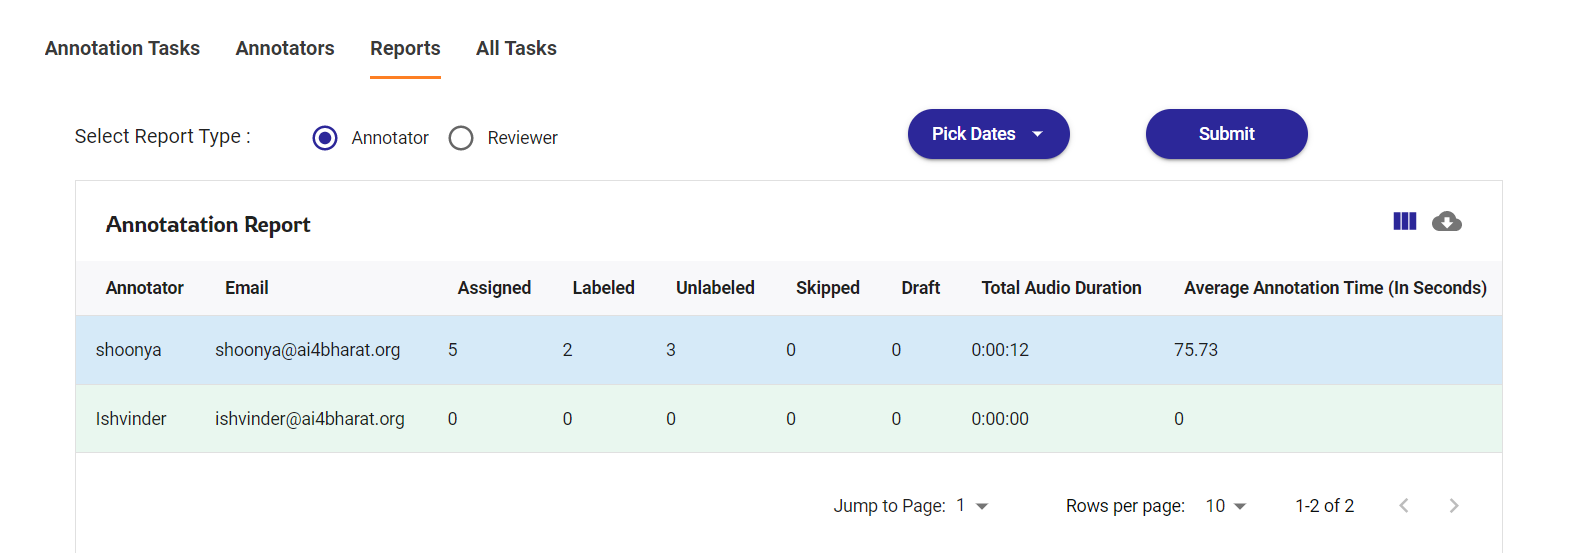 Annotation Tasks Annotators Reports All Tasks
Select Report Type : Annotator Reviewer Pick Dates Submit
Annotatation Report
Annotator Email Assigned Labeled Unlabeled Skipped Draft Total Audio Duration Average Annotation Time (In Seconds)
shoonya shoonya@ai4bharat.org 5 2 3 0 0 0:00:12 75.73
Ishvinder ishvinder@ai4bharat.org 0 0 0 0 0 0:00:00 0
Jump to Page: 1 Rows per page: 10 1-2 of 2